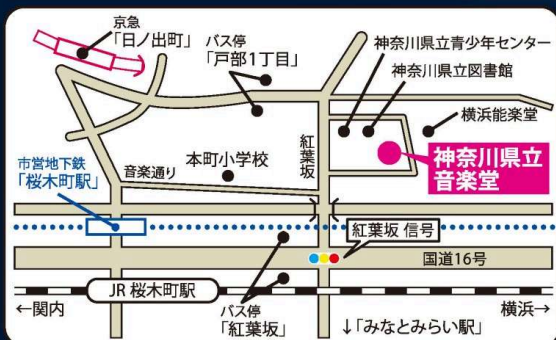 京急
「日ノ出町」
バス停
「戸部1丁目」
神奈川県立青少年センター
神奈川県立図書館
横浜能楽堂
紅葉坂
神奈川県立
音楽堂
市営地下鉄
「桜木町駅」
音楽通り
本町小学校
紅葉坂 信号
国道16号
JR 桜木町駅
バス停
「紅葉坂」
←関内
↓「みなとみらい駅」
横浜→